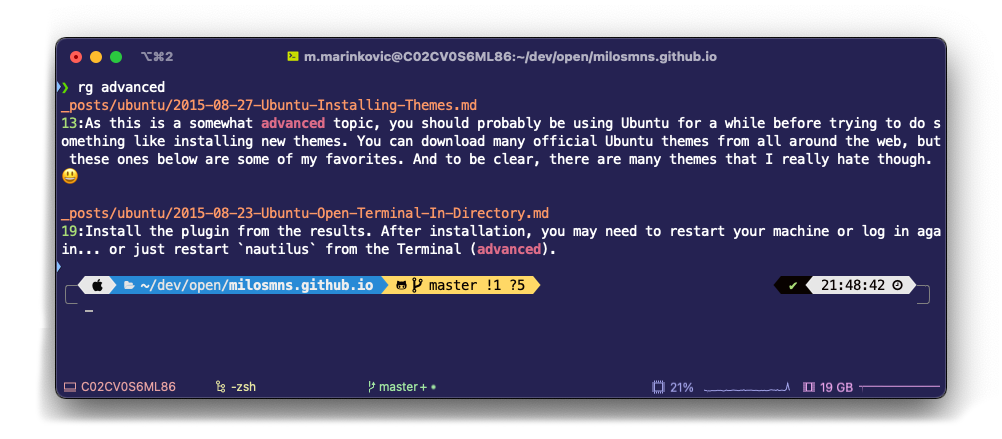 ⌥⌘2 m.marinkovic@C02CV0S6ML86:~/dev/open/milosmns.github.io
❯ rg advanced
_posts/ubuntu/2015-08-27-Ubuntu-Installing-Themes.md
13:As this is a somewhat advanced topic, you should probably be using Ubuntu for a while before trying to do s
omething like installing new themes. You can download many official Ubuntu themes from all around the web, but
these ones below are some of my favorites. And to be clear, there are many themes that I really hate though.
😃
_posts/ubuntu/2015-08-23-Ubuntu-Open-Terminal-In-Directory.md
19:Install the plugin from the results. After installation, you may need to restart your machine or log in aga
in... or just restart `nautilus` from the Terminal (advanced).
~/dev/open/milosmns.github.io master !1 ?5 ✔ 21:48:42
_
C02CV0S6ML86 -zsh master+• 21% 19 GB